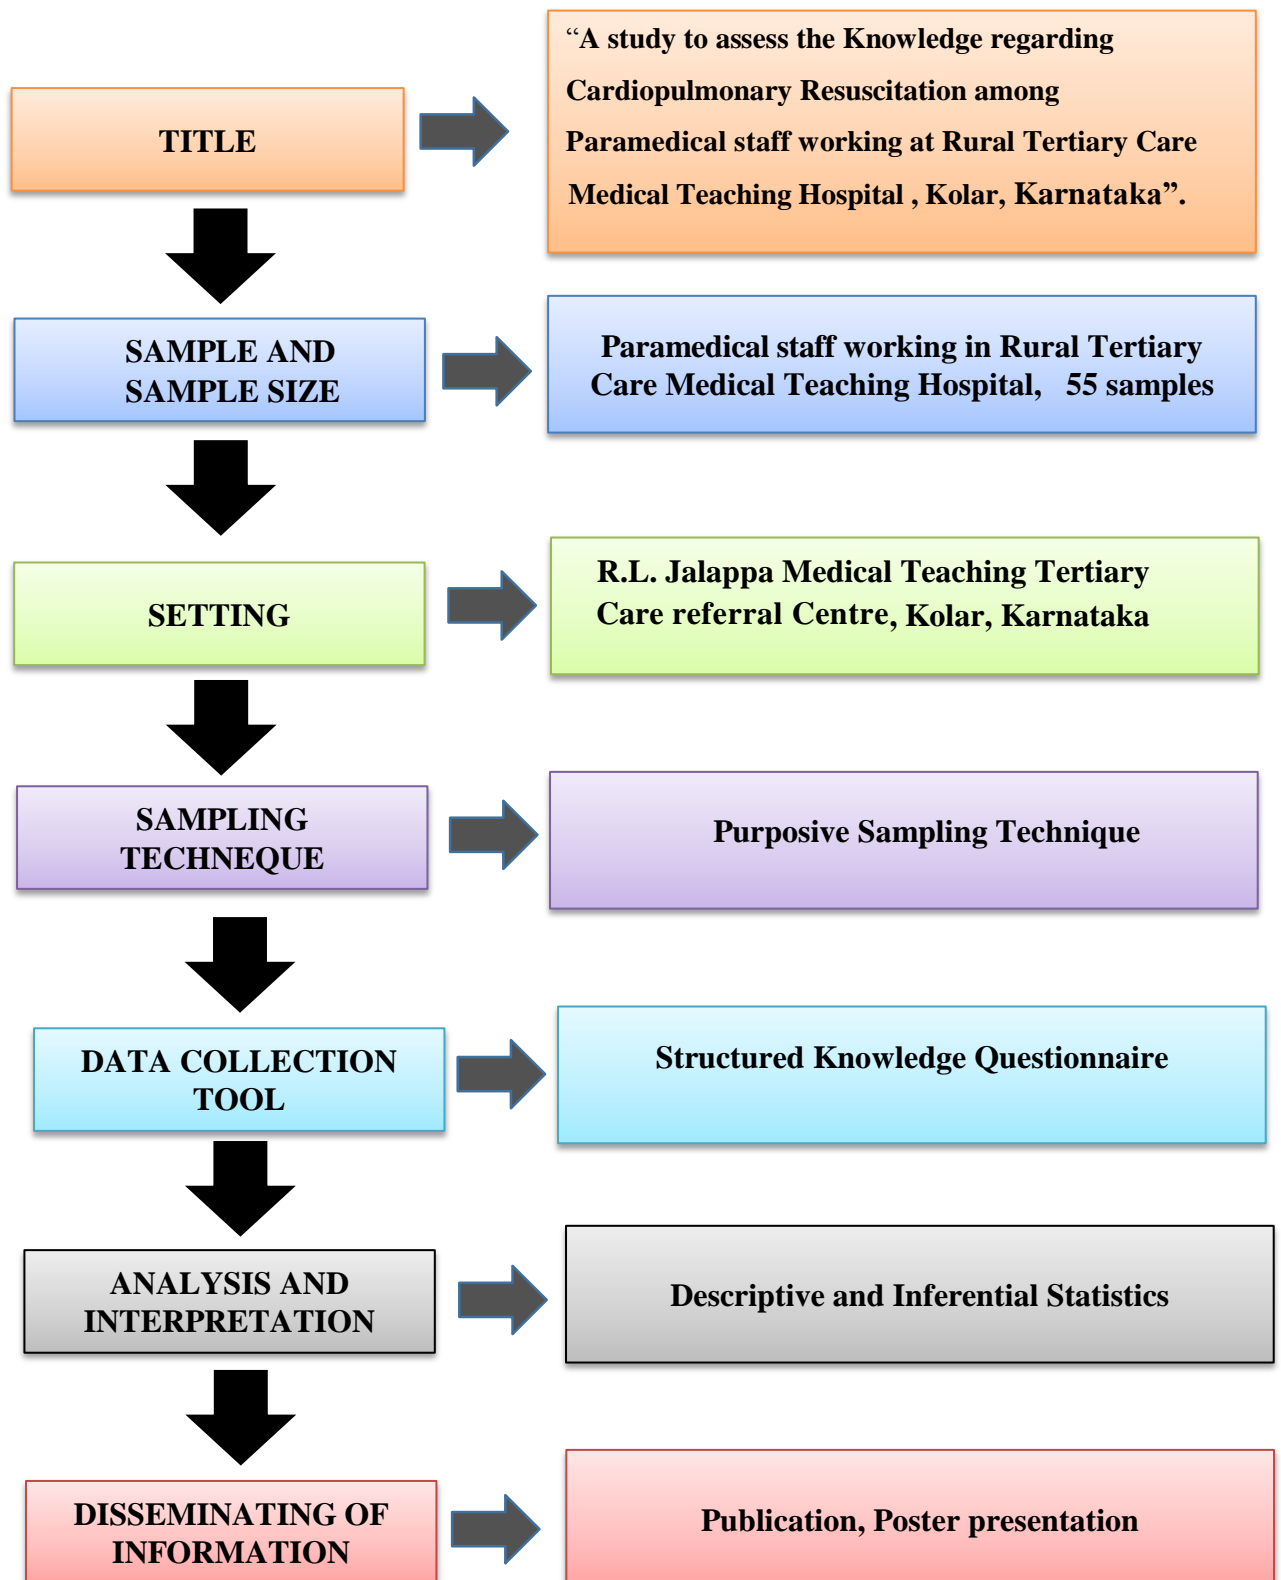 TITLE
“A study to assess the Knowledge regarding
Cardiopulmonary Resuscitation among
Paramedical staff working at Rural Tertiary Care
Medical Teaching Hospital , Kolar, Karnataka”.
SAMPLE AND
SAMPLE SIZE
Paramedical staff working in Rural Tertiary
Care Medical Teaching Hospital, 55 samples
SETTING
R.L. Jalappa Medical Teaching Tertiary
Care referral Centre, Kolar, Karnataka
SAMPLING
TECHNEQUE
Purposive Sampling Technique
DATA COLLECTION
TOOL
Structured Knowledge Questionnaire
ANALYSIS AND
INTERPRETATION
Descriptive and Inferential Statistics
DISSEMINATING OF
INFORMATION
Publication, Poster presentation